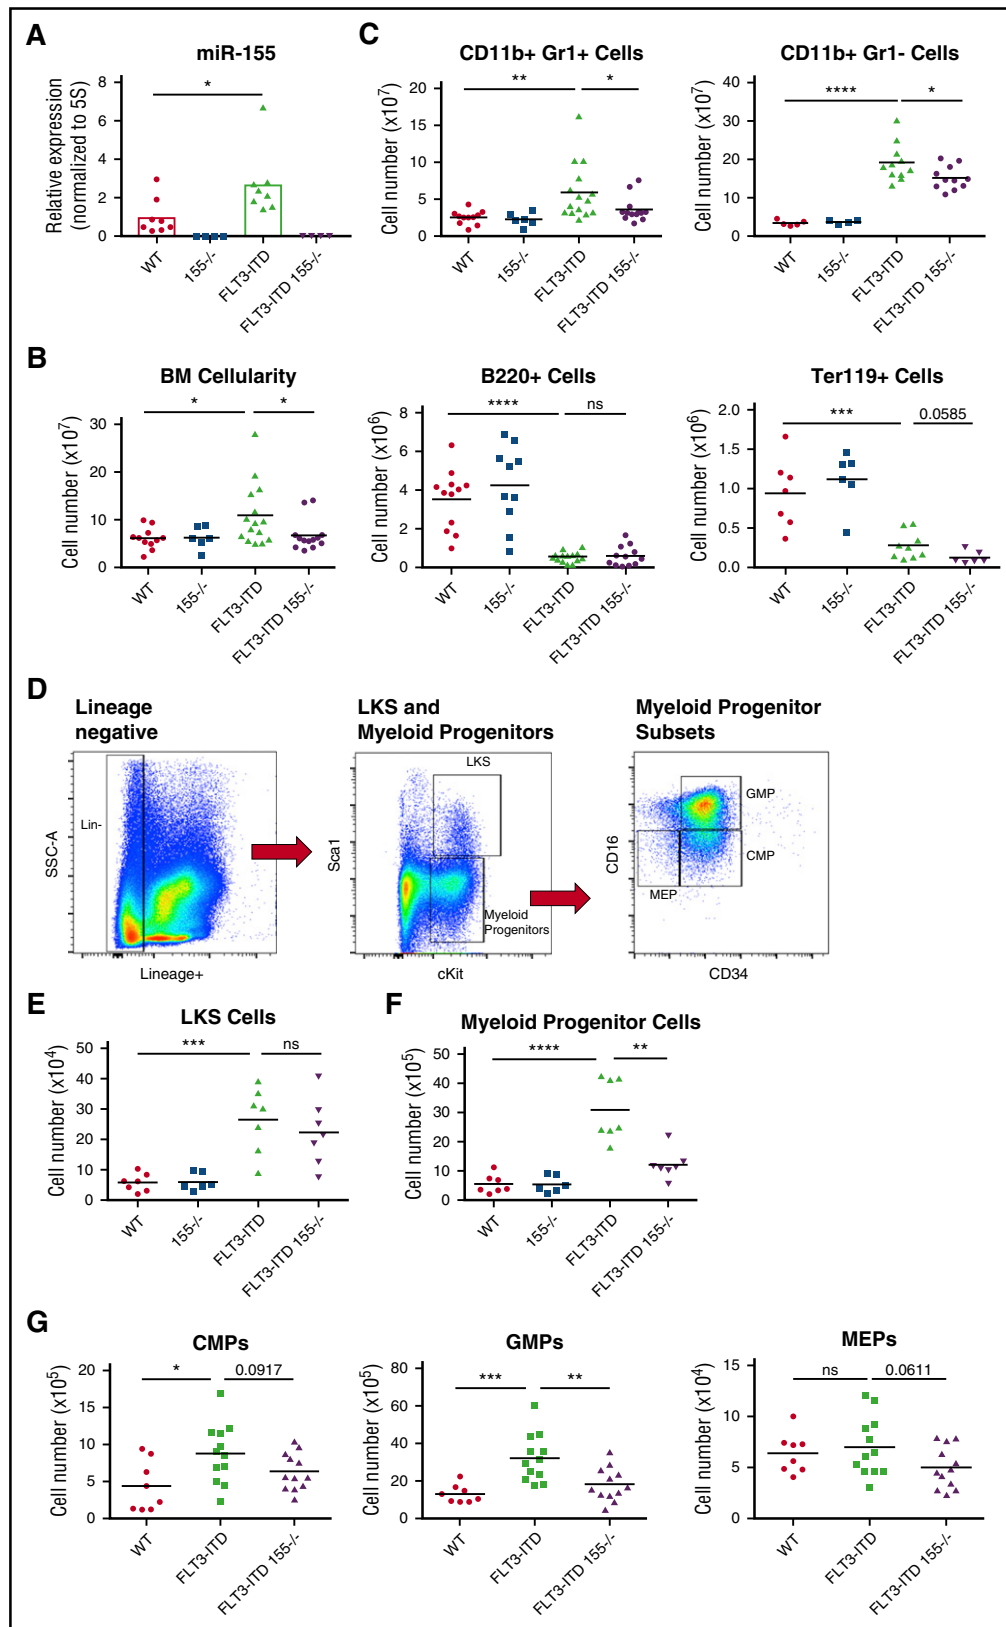 A
miR-155
Relative expression
(normalized to 5S)
8
6
4
2
0
*
WT
155-/-
FLT3-ITD
FLT3-ITD 155-/-
C
CD11b+ Gr1+ Cells
Cell number (x10⁷)
20
15
10
5
0
**
*
WT
155-/-
FLT3-ITD
FLT3-ITD 155-/-
CD11b+ Gr1- Cells
Cell number (x10⁷)
40
30
20
10
0
****
*
WT
155-/-
FLT3-ITD
FLT3-ITD 155-/-
B
BM Cellularity
Cell number (x10⁷)
30
20
10
0
*
*
WT
155-/-
FLT3-ITD
FLT3-ITD 155-/-
B220+ Cells
Cell number (x10⁶)
8
6
4
2
0
****
ns
WT
155-/-
FLT3-ITD
FLT3-ITD 155-/-
Ter119+ Cells
Cell number (x10⁶)
2.0
1.5
1.0
0.5
0.0
***
0.0585
WT
155-/-
FLT3-ITD
FLT3-ITD 155-/-
D
Lineage
negative
SSC-A
Lin-
Lineage+
LKS and
Myeloid Progenitors
LKS
Sca1
Myeloid
Progenitors
cKit
Myeloid Progenitor
Subsets
GMP
CD16
CMP
MEP
CD34
E
LKS Cells
Cell number (x10⁴)
50
40
30
20
10
0
***
ns
WT
155-/-
FLT3-ITD
FLT3-ITD 155-/-
F
Myeloid Progenitor Cells
Cell number (x10⁵)
50
40
30
20
10
0
****
**
WT
155-/-
FLT3-ITD
FLT3-ITD 155-/-
G
CMPs
Cell number (x10⁵)
20
15
10
5
0
*
0.0917
WT
FLT3-ITD
FLT3-ITD 155-/-
GMPs
Cell number (x10⁵)
80
60
40
20
0
***
**
WT
FLT3-ITD
FLT3-ITD 155-/-
MEPs
Cell number (x10⁴)
15
10
5
0
ns
0.0611
WT
FLT3-ITD
FLT3-ITD 155-/-